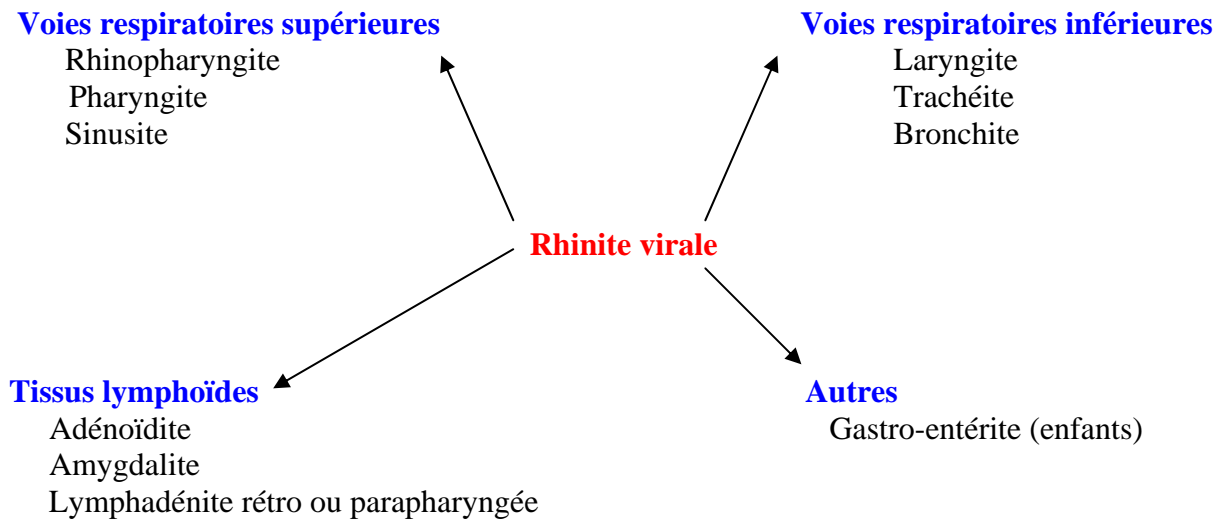 Voies respiratoires supérieures
Rhinopharyngite
Pharyngite
Sinusite
Voies respiratoires inférieures
Laryngite
Trachéite
Bronchite
Rhinite virale
Tissus lymphoïdes
Adénoïdite
Amygdalite
Lymphadénite rétro ou parapharyngée
Autres
Gastro-entérite (enfants)